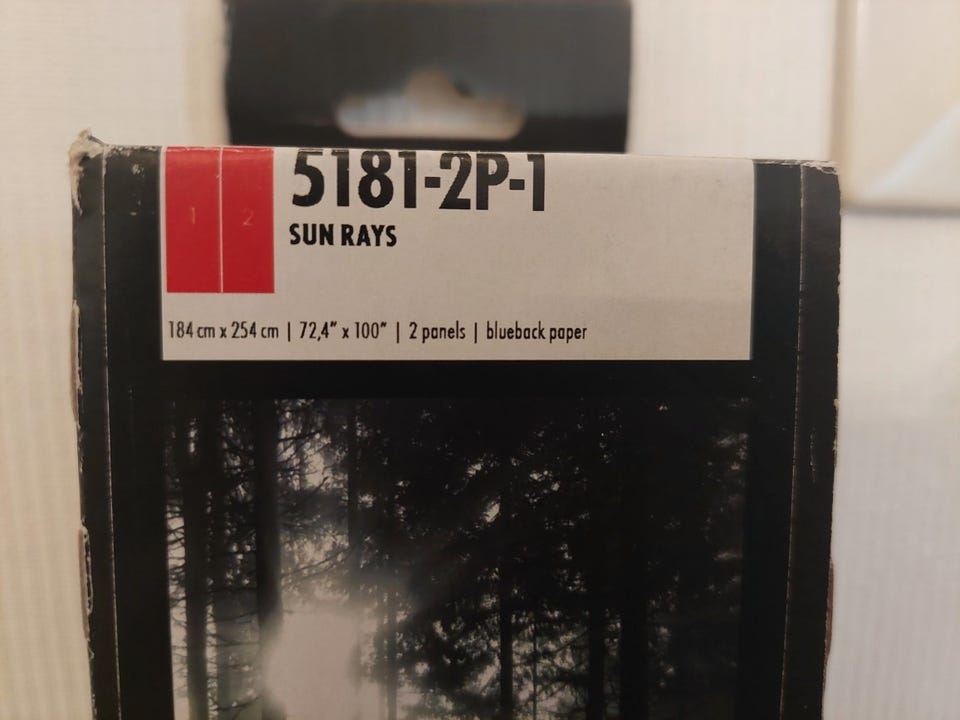 5181-2P-1
SUN RAYS
1 2
184 cm x 254 cm | 72,4" x 100" | 2 panels | blueback paper